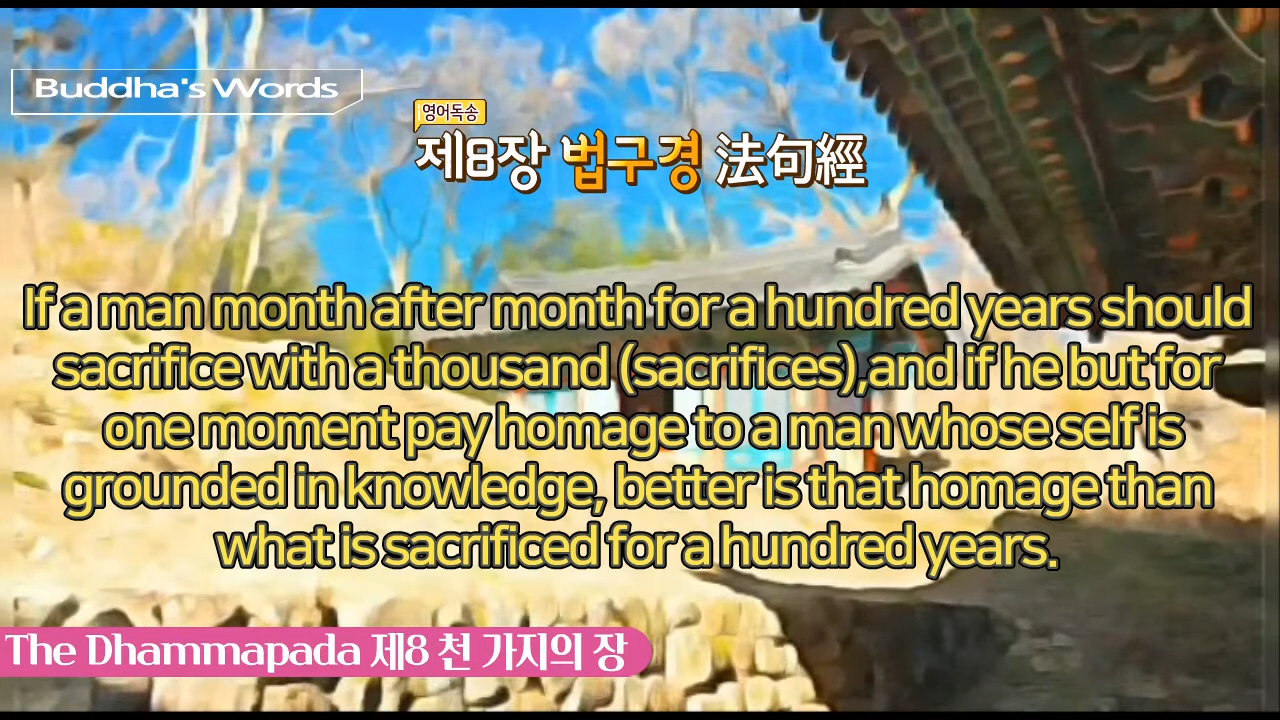 Buddha's Words
영어독송
제8장 법구경 法句經
If a man month after month for a hundred years should
sacrifice with a thousand (sacrifices),and if he but for
one moment pay homage to a man whose self is
grounded in knowledge, better is that homage than
what is sacrificed for a hundred years.
The Dhammapada 제8 천 가지의 장